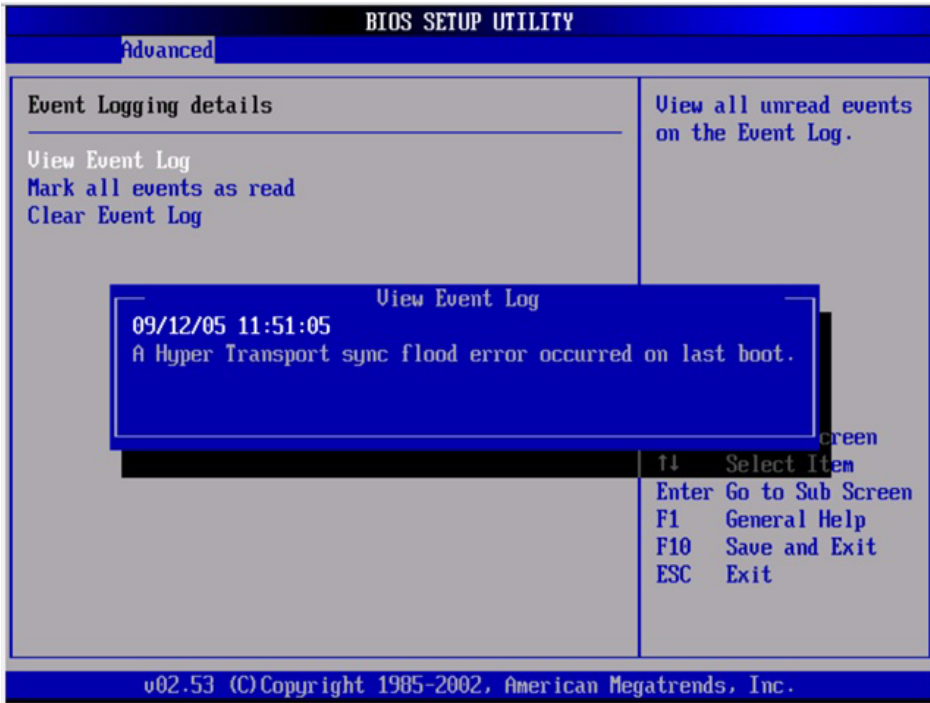 BIOS SETUP UTILITY
Advanced
Event Logging details
View Event Log
Mark all events as read
Clear Event Log
View all unread events
on the Event Log.
View Event Log
09/12/05 11:51:05
A Hyper Transport sync flood error occurred on last boot.
creen
↑↓ Select Item
Enter Go to Sub Screen
F1 General Help
F10 Save and Exit
ESC Exit
v02.53 (C)Copyright 1985-2002, American Megatrends, Inc.